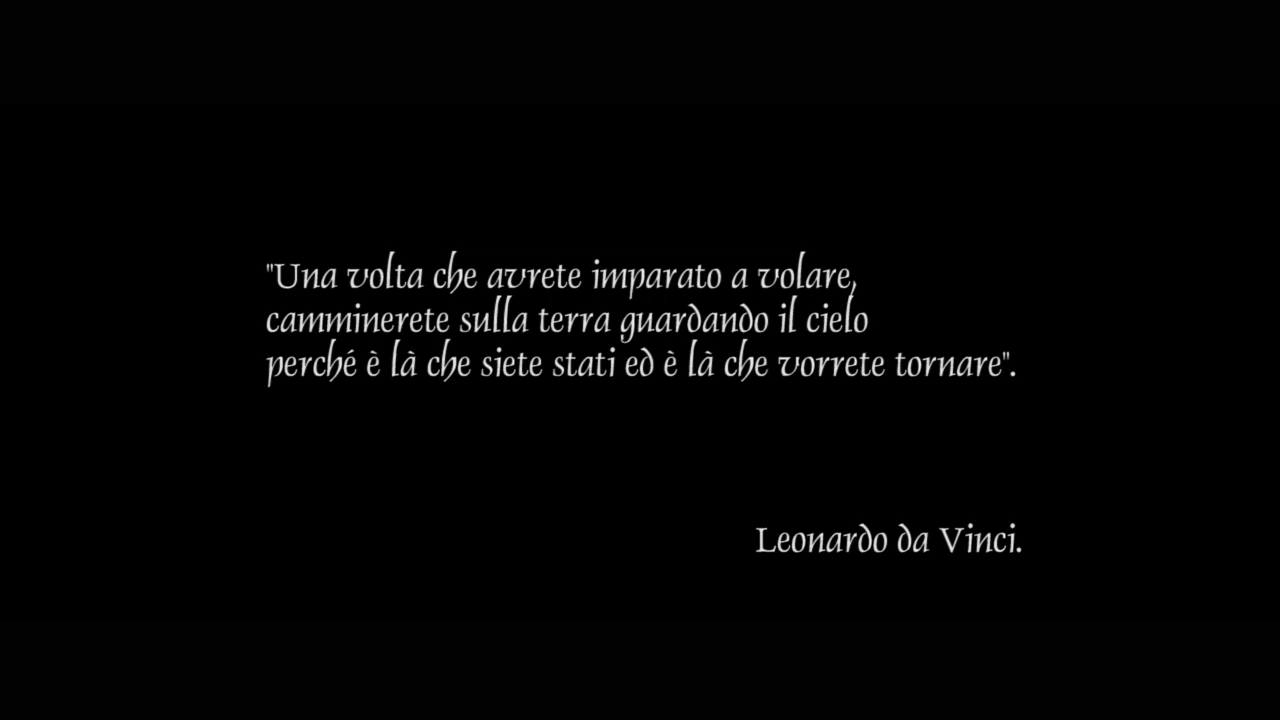 "Una volta che avrete imparato a volare,
camminerete sulla terra guardando il cielo
perché è là che siete stati ed è là che vorrete tornare".
Leonardo da Vinci.